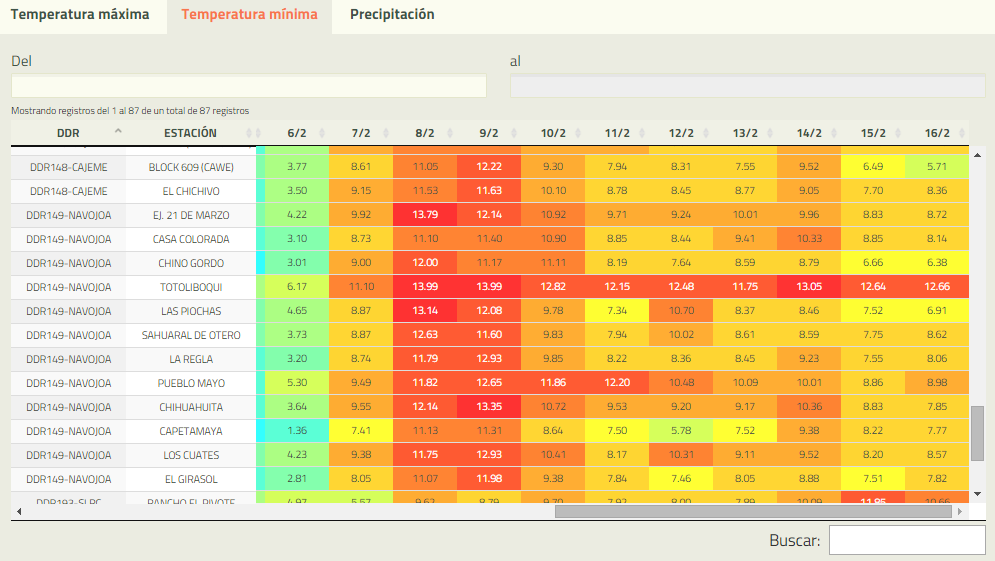 Temperatura máxima Temperatura mínima Precipitación
Del al
Mostrando registros del 1 al 87 de un total de 87 registros
DDR ESTACIÓN 6/2 7/2 8/2 9/2 10/2 11/2 12/2 13/2 14/2 15/2 16/2
DDR148-CAJEME BLOCK 609 (CAWE) 3.77 8.61 11.05 12.22 9.30 7.94 8.31 7.55 9.52 6.49 5.71
DDR148-CAJEME EL CHICHIVO 3.50 9.15 11.53 11.63 10.10 8.78 8.45 8.77 9.05 7.70 8.36
DDR149-NAVOJOA EJ. 21 DE MARZO 4.22 9.92 13.79 12.14 10.92 9.71 9.24 10.01 9.96 8.83 8.72
DDR149-NAVOJOA CASA COLORADA 3.10 8.73 11.10 11.40 10.90 8.85 8.44 9.41 10.33 8.85 8.14
DDR149-NAVOJOA CHINO GORDO 3.01 9.00 12.00 11.17 11.11 8.19 7.64 8.59 8.79 6.66 6.38
DDR149-NAVOJOA TOTOLIBOQUI 6.17 11.10 13.99 13.99 12.82 12.15 12.48 11.75 13.05 12.64 12.66
DDR149-NAVOJOA LAS PIOCHAS 4.65 8.87 13.14 12.08 9.78 7.34 10.70 8.37 8.46 7.52 6.91
DDR149-NAVOJOA SAHUARAL DE OTERO 3.73 8.87 12.63 11.60 9.83 7.94 10.02 8.61 8.59 7.75 8.62
DDR149-NAVOJOA LA REGLA 3.20 8.74 11.79 12.93 9.85 8.22 8.36 8.45 9.23 7.55 8.06
DDR149-NAVOJOA PUEBLO MAYO 5.30 9.49 11.82 12.65 11.86 12.20 10.48 10.09 10.01 8.86 8.98
DDR149-NAVOJOA CHIHUAHUITA 3.64 9.55 12.14 13.35 10.72 9.53 9.20 9.17 10.36 8.83 7.85
DDR149-NAVOJOA CAPETAMAYA 1.36 7.41 11.13 11.31 8.64 7.50 5.78 7.52 9.38 8.22 7.77
DDR149-NAVOJOA LOS CUATES 4.23 9.38 11.75 12.93 10.41 8.17 10.31 9.11 9.52 8.20 8.57
DDR149-NAVOJOA EL GIRASOL 2.81 8.05 11.07 11.98 9.38 7.84 7.46 8.05 8.88 7.51 7.82
DDR193-SLRC RANCHO EL PIVOTE 4.97 5.57 9.62 8.79 9.70 7.92 8.00 7.89 10.09 11.86 10.66
Buscar: